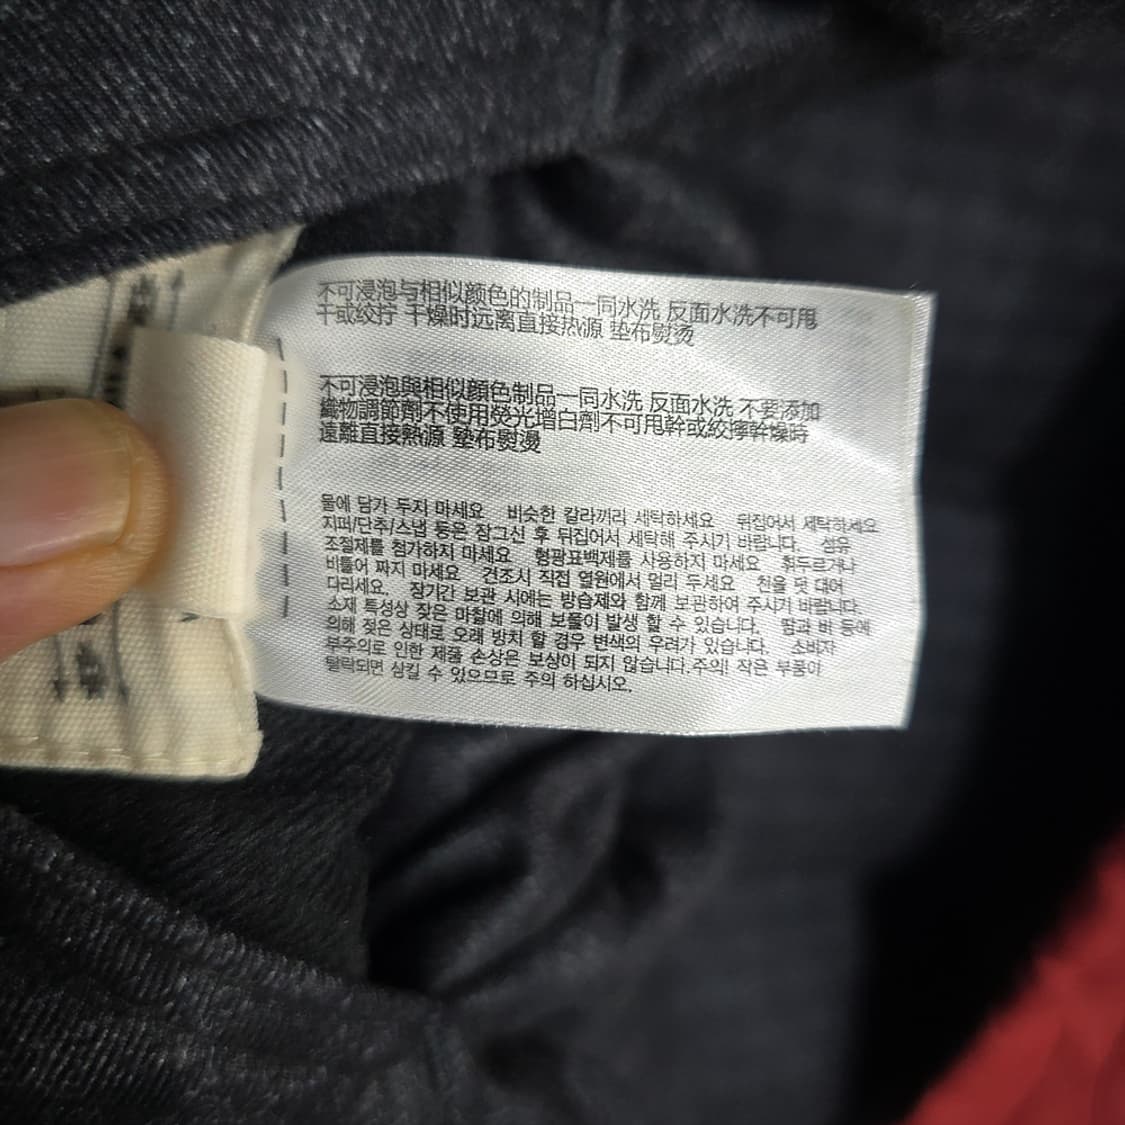 不可浸泡与相似颜色的制品一同水洗 反面水洗不可甩
干或绞拧 干燥时远离直接热源 垫布熨烫
不可浸泡與相似顔色制品一同水洗 反面水洗 不要添加
織物調節劑不使用熒光增白劑不可甩幹或絞擰幹燥時
遠離直接熱源 墊布熨燙
물에 담가 두지 마세요 비슷한 칼라끼리 세탁하세요 뒤집어서 세탁하세요
지퍼/단추/스냅 등은 잠그신 후 뒤집어서 세탁해 주시기 바랍니다. 섬유
조절제를 첨가하지 마세요 형광표백제를 사용하지 마세요 휘두르거나
비틀어 짜지 마세요 건조시 직접 열원에서 멀리 두세요 천을 덧 대어
다리세요. 장기간 보관 시에는 방습제와 함께 보관하여 주시기 바랍니다.
소재 특성상 잦은 마찰에 의해 보풀이 발생 할 수 있습니다. 땀과 비 등에
의해 젖은 상태로 오래 방치 할 경우 변색의 우려가 있습니다. 소비자
부주의로 인한 제품 손상은 보상이 되지 않습니다.주의! 작은 부품이
탈락되면 삼킬 수 있으므로 주의 하십시오.